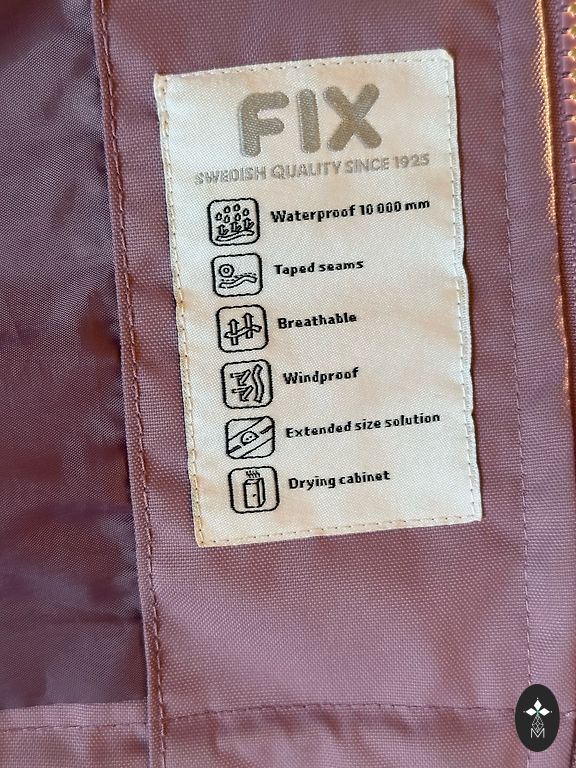 FIX
SWEDISH QUALITY SINCE 1925
Waterproof 10 000 mm
Taped seams
Breathable
Windproof
Extended size solution
Drying cabinet
M